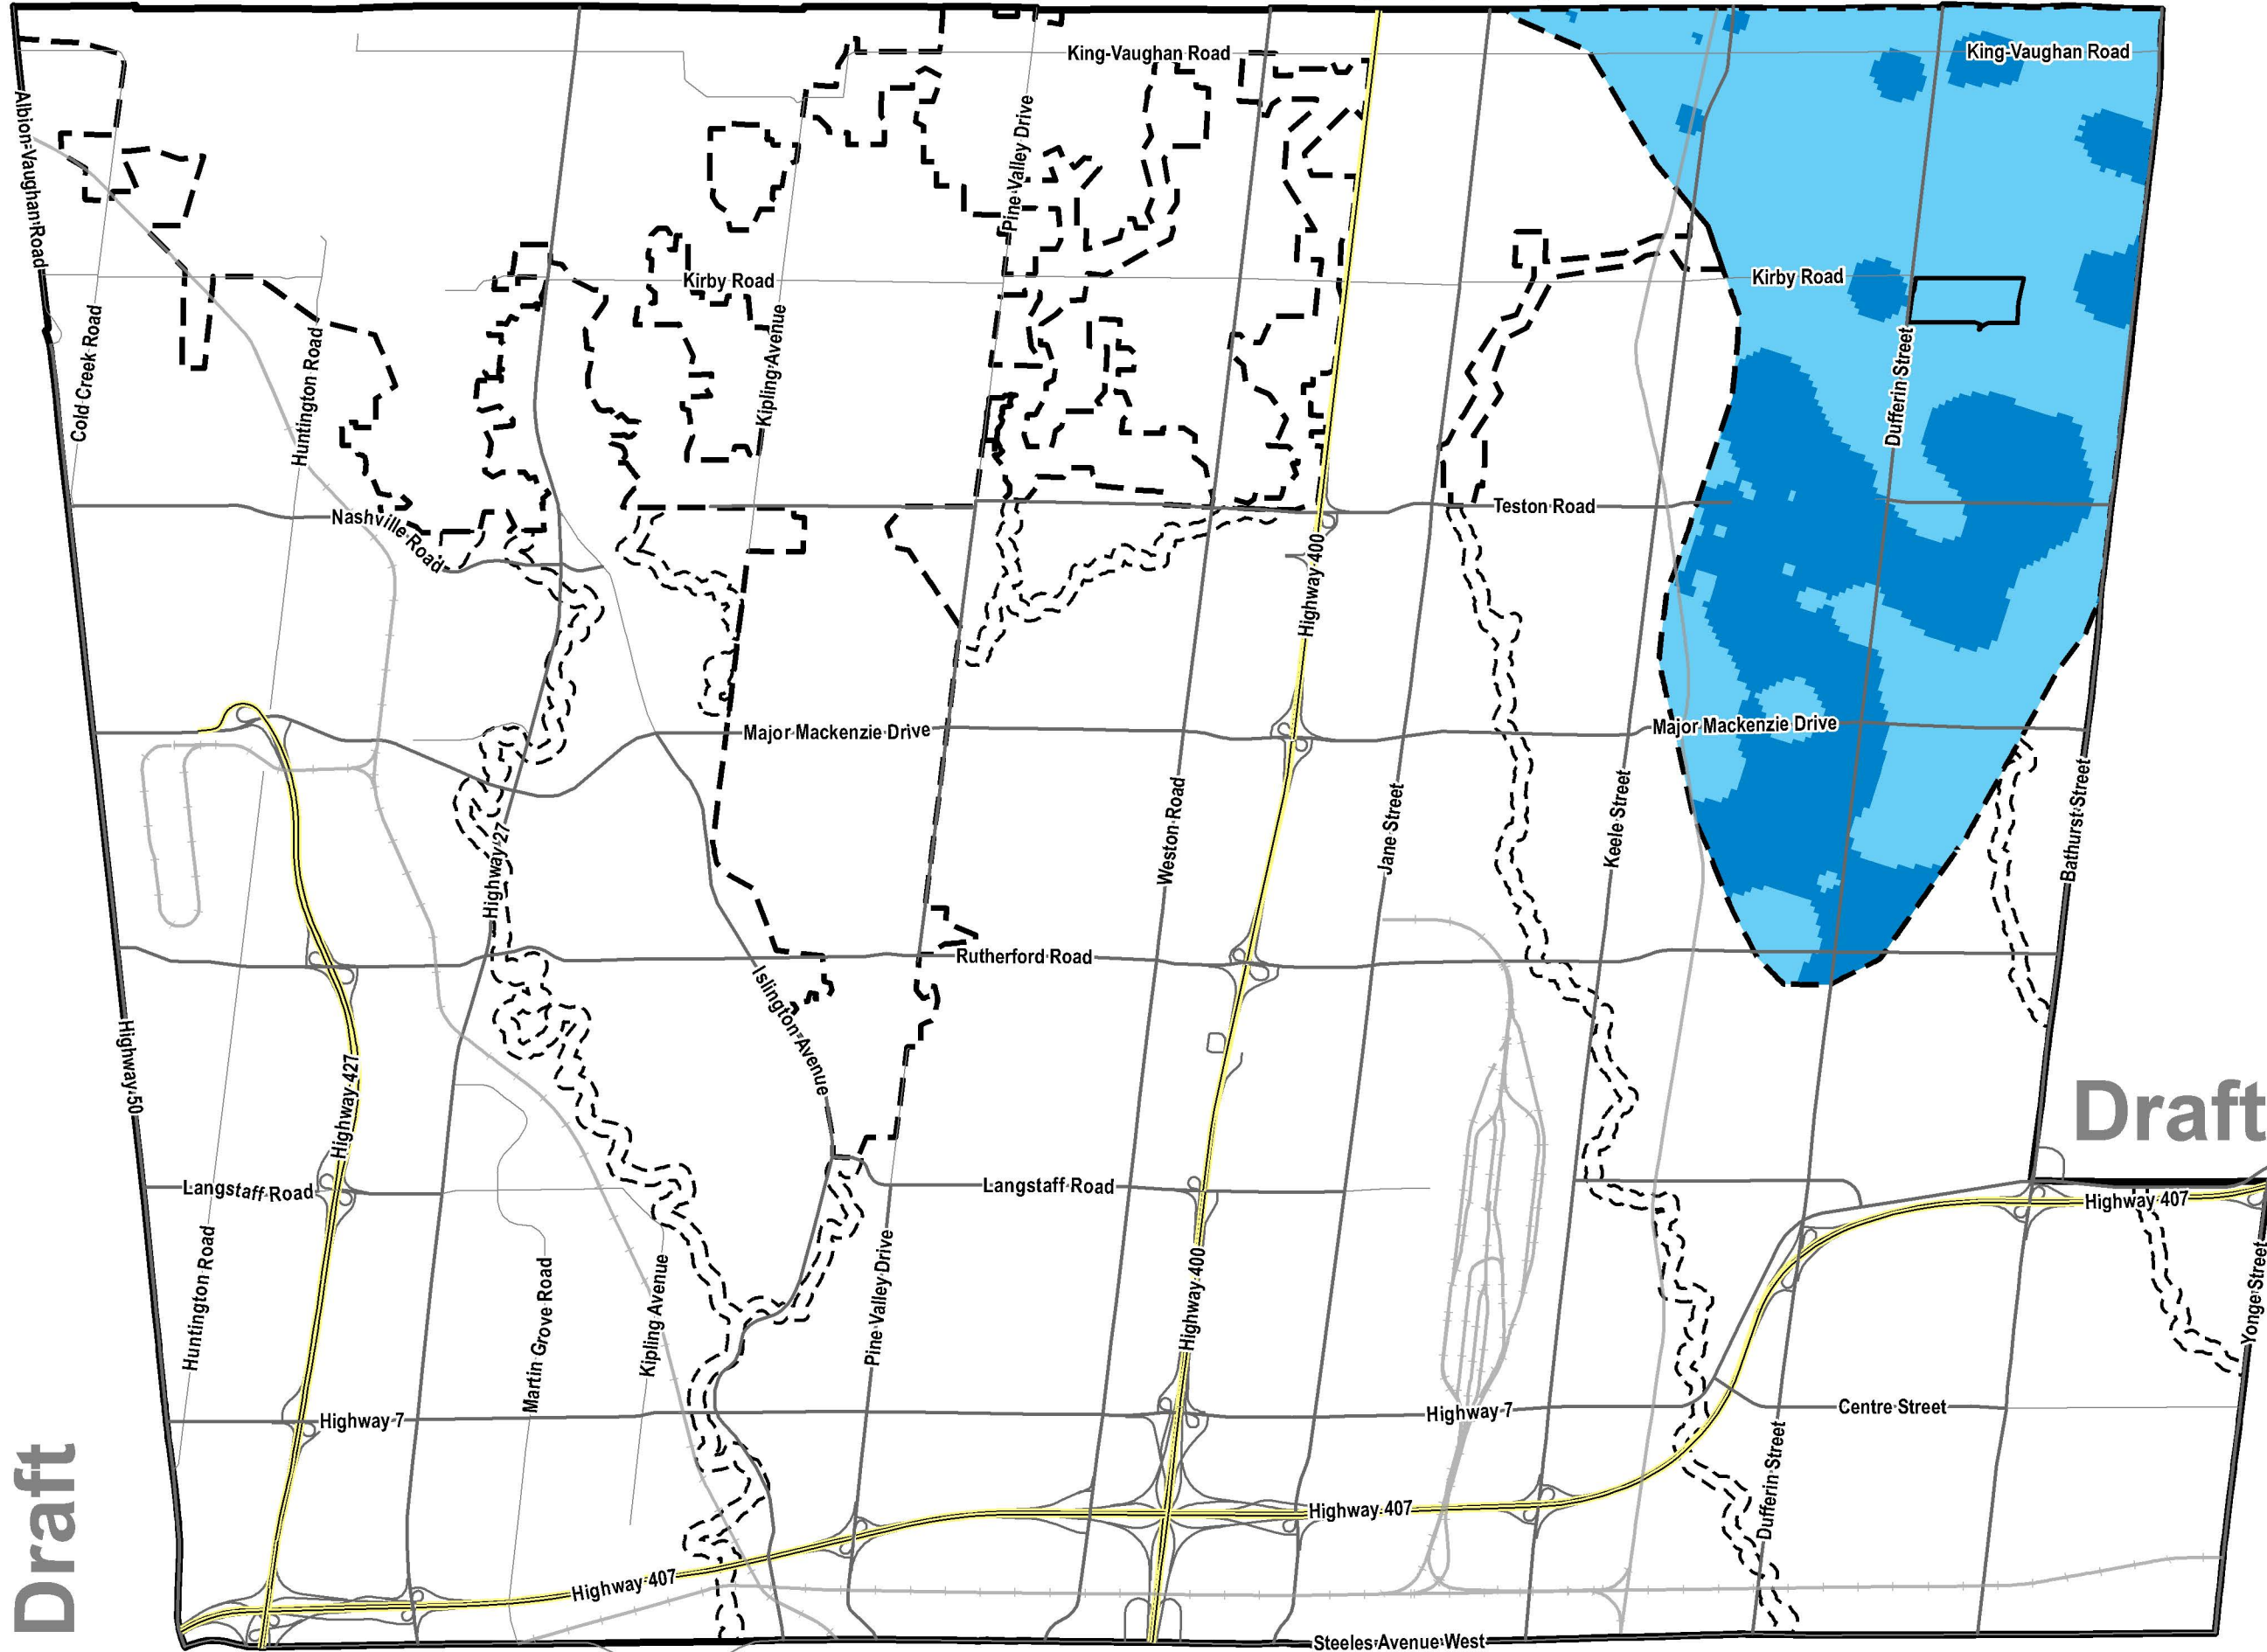 King-Vaughan Road
King-Vaughan Road
Albion-Vaughan Road
Pine Valley Drive
Kirby Road
Kirby Road
Cold Creek Road
Huntington Road
Kipling Avenue
Dufferin Street
Nashville Road
Teston Road
Highway 400
Major Mackenzie Drive
Major Mackenzie Drive
Highway 27
Weston Road
Jane Street
Keele Street
Bathurst Street
Rutherford Road
Islington Avenue
Highway 50
Highway 427
Draft
Langstaff Road
Langstaff Road
Highway 407
Huntington Road
Martin Grove Road
Kipling Avenue
Pine Valley Drive
Highway 400
Yonge Street
Highway 7
Highway 7
Centre Street
Draft
Dufferin Street
Highway 407
Highway 407
Steeles Avenue West